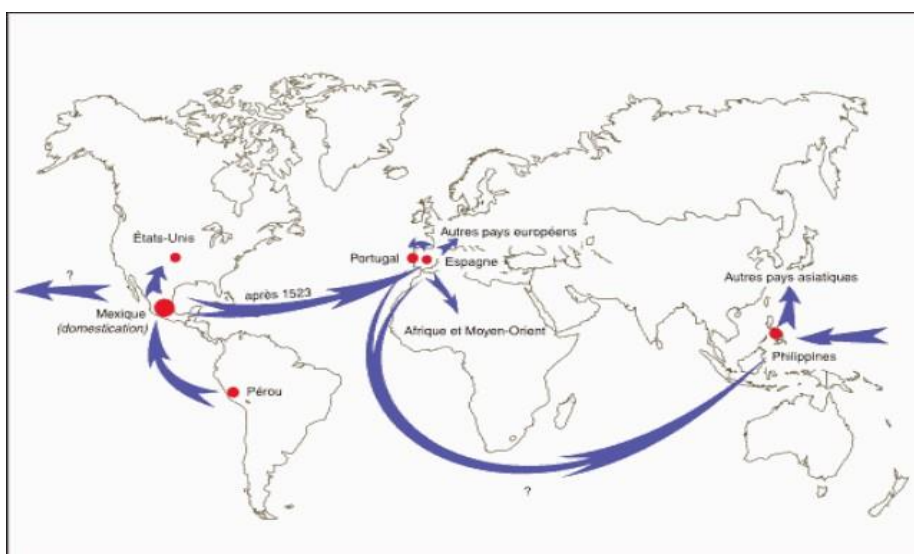 États-Unis
?
Mexique
(domestication)
après 1523
Pérou
Portugal
Espagne
Autres pays européens
Afrique et Moyen-Orient
Autres pays asiatiques
Philippines
?